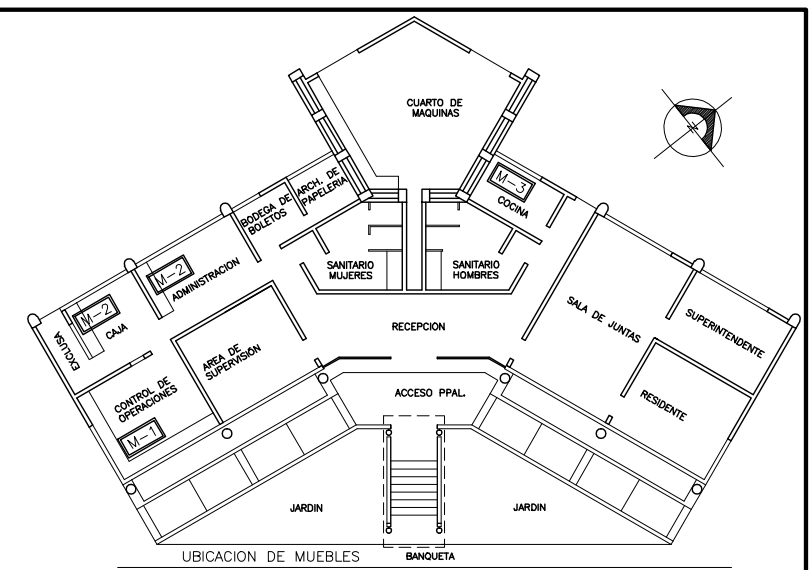 CUARTO DE
MAQUINAS
N
ARCH. DE
PAPELERIA
BODEGA DE
BOLETOS
M-3
COCINA
SANITARIO
MUJERES
SANITARIO
HOMBRES
M-2
ADMINISTRACION
M-2
CAJA
EXCLUSA
RECEPCION
SALA DE JUNTAS
SUPERINTENDENTE
AREA DE
SUPERVISIÓN
CONTROL DE
OPERACIONES
M-1
ACCESO PPAL.
RESIDENTE
JARDIN
JARDIN
UBICACION DE MUEBLES
BANQUETA